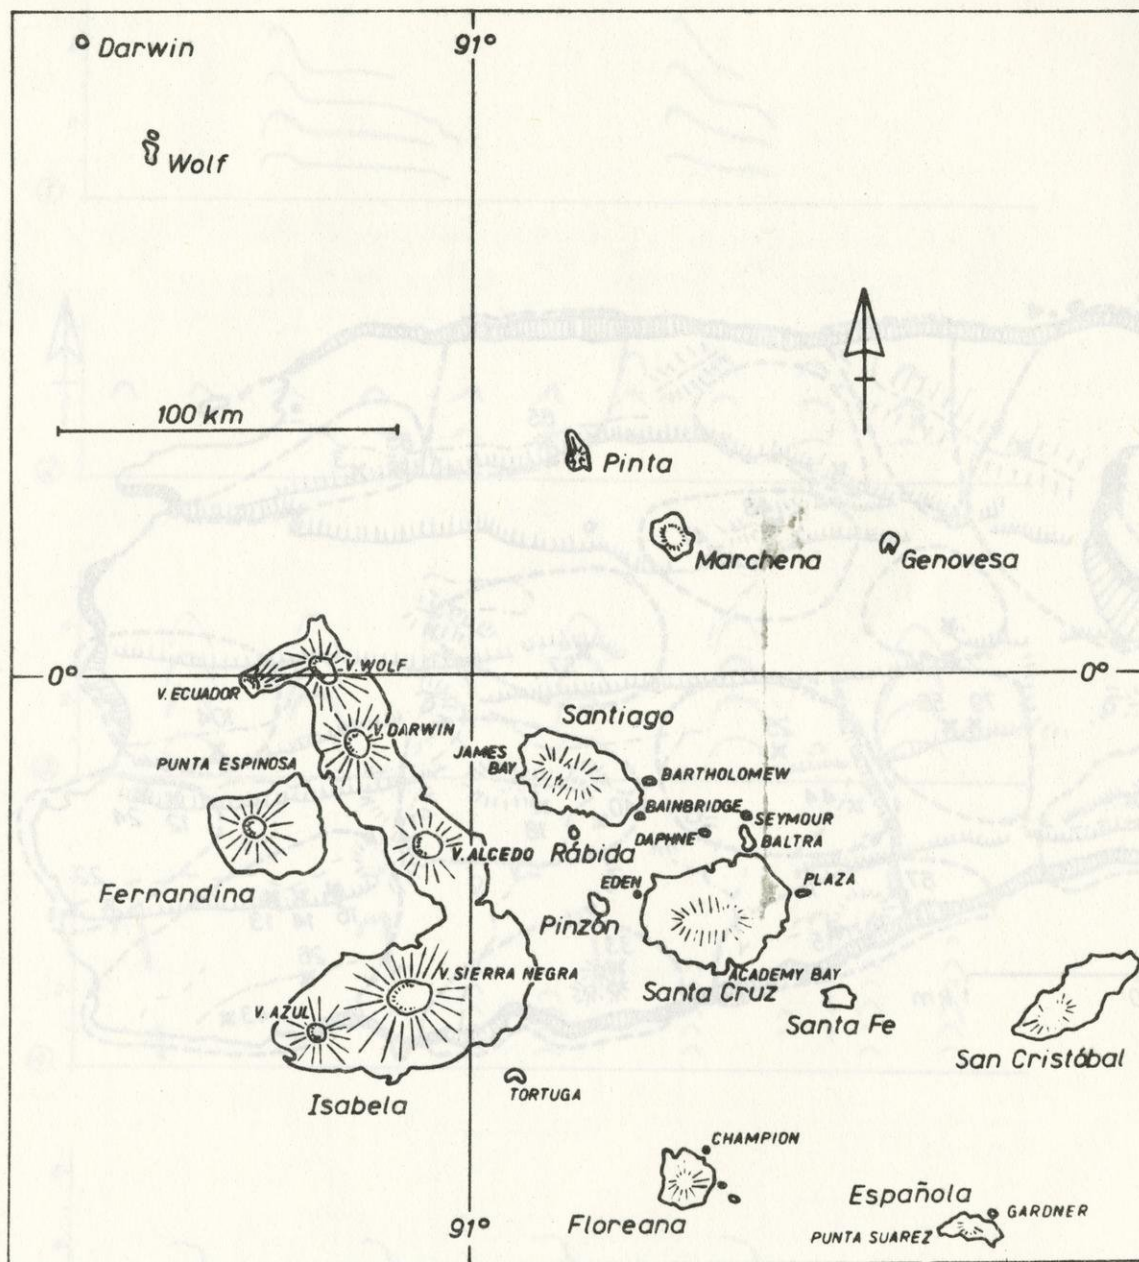 Darwin
91°
Wolf
100 km
Pinta
Marchena
Genovesa
0°
V. WOLF
0°
V. ECUADOR
Santiago
V. DARWIN
JAMES
BAY
PUNTA ESPINOSA
BARTHOLOMEW
BAINBRIDGE
SEYMOUR
DAPHNE
BALTRA
V. ALCEDO
Rábida
Fernandina
EDEN
PLAZA
Pinzón
V. SIERRA NEGRA
ACADEMY BAY
Santa Cruz
V. AZUL
Santa Fe
San Cristóbal
TORTUGA
Isabela
CHAMPION
Española
GARDNER
91°
Floreana
PUNTA SUAREZ